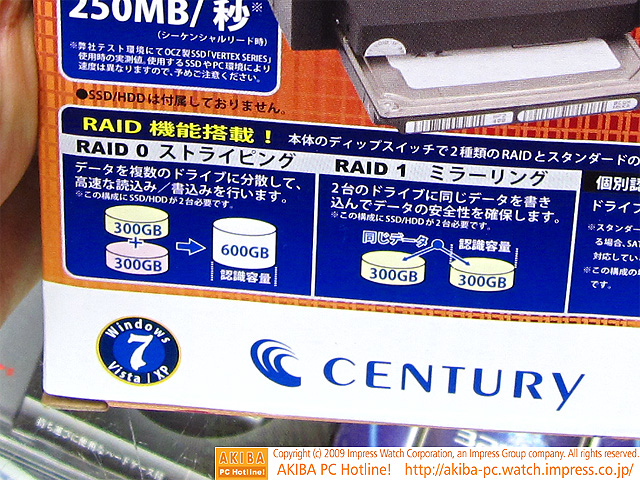 250MB/秒※
(シーケンシャルリード時)
※弊社テスト環境にてOCZ製SSD「VERTEX SERIES」
使用時の実測値。使用するSSDやPC環境により
速度は異なりますので、予めご注意ください。
●SSD/HDDは付属しておりません。
RAID 機能搭載！ 本体のディップスイッチで2種類のRAIDとスタンダードの
RAID 0 ストライピング
データを複数のドライブに分散して、
高速な読込み／書込みを行います。
※この構成にSSD/HDDが2台必要です。
300GB
+
300GB
600GB
認識容量
RAID 1 ミラーリング
2台のドライブに同じデータを書き
込んでデータの安全性を確保します。
※この構成にSSD/HDDが2台必要です。
同じデータ
認識容量
300GB
300GB
個別認
ドライブ
※スタンダー
る場合、SAT
対応してい
※この構成の
です。
Windows
7
Vista / XP
CENTURY
AKIBA
PC Hotline!
Copyright (c) 2009 Impress Watch Corporation, an Impress Group company. All rights reserved.
AKIBA PC Hotline! http://akiba-pc.watch.impress.co.jp/